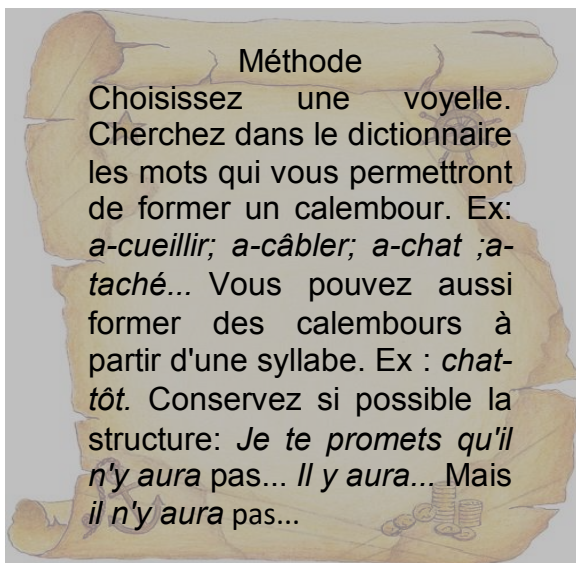 Méthode
Choisissez une voyelle.
Cherchez dans le dictionnaire
les mots qui vous permettront
de former un calembour. Ex:
a-cueillir; a-câbler; a-chat ;a-
taché... Vous pouvez aussi
former des calembours à
partir d'une syllabe. Ex : chat-
tôt. Conservez si possible la
structure: Je te promets qu'il
n'y aura pas... Il y aura... Mais
il n'y aura pas...